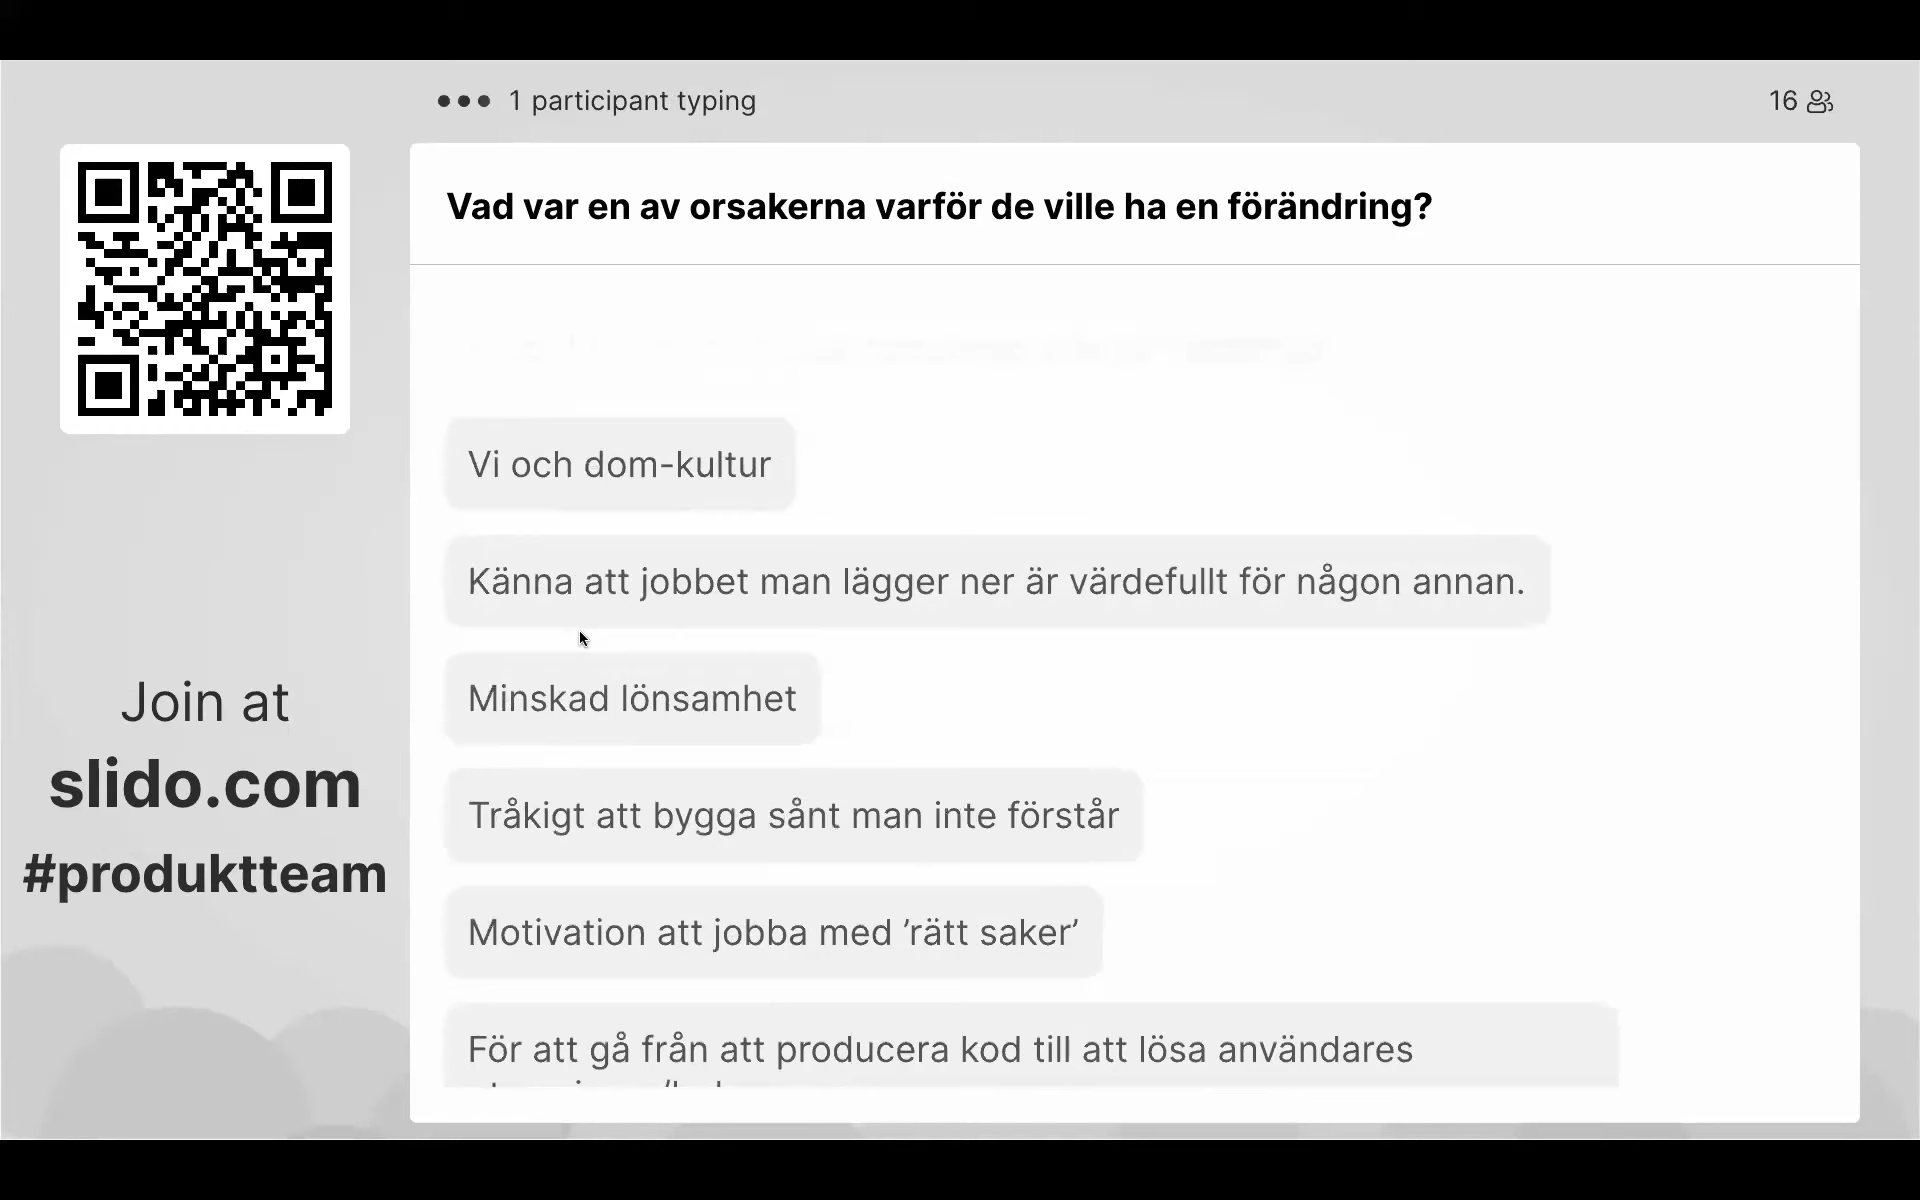 1 participant typing
16
Vad var en av orsakerna varför de ville ha en förändring?
Vi och dom-kultur
Känna att jobbet man lägger ner är värdefullt för någon annan.
Minskad lönsamhet
Tråkigt att bygga sånt man inte förstår
Motivation att jobba med ’rätt saker’
För att gå från att producera kod till att lösa användares
Join at
slido.com
#produktteam